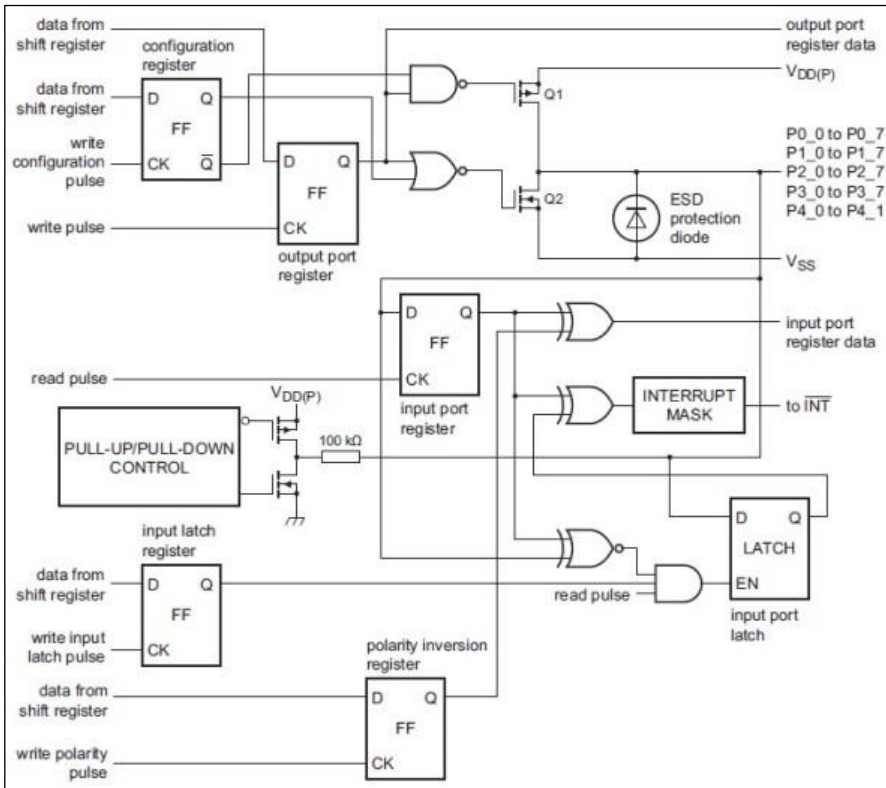 data from
shift register
configuration
register
data from
shift register
D
Q
FF
CK
Q
write
configuration
pulse
write pulse
D
Q
FF
CK
output port
register
Q1
Q2
output port
register data
VDD(P)
P0_0 to P0_7
P1_0 to P1_7
P2_0 to P2_7
P3_0 to P3_7
P4_0 to P4_1
ESD
protection
diode
VSS
D
Q
FF
CK
input port
register
read pulse
input port
register data
INTERRUPT
MASK
to INT
VDD(P)
PULL-UP/PULL-DOWN
CONTROL
100 kΩ
input latch
register
data from
shift register
D
Q
FF
CK
write input
latch pulse
read pulse
D
Q
LATCH
EN
input port
latch
polarity inversion
register
data from
shift register
D
Q
FF
CK
write polarity
pulse